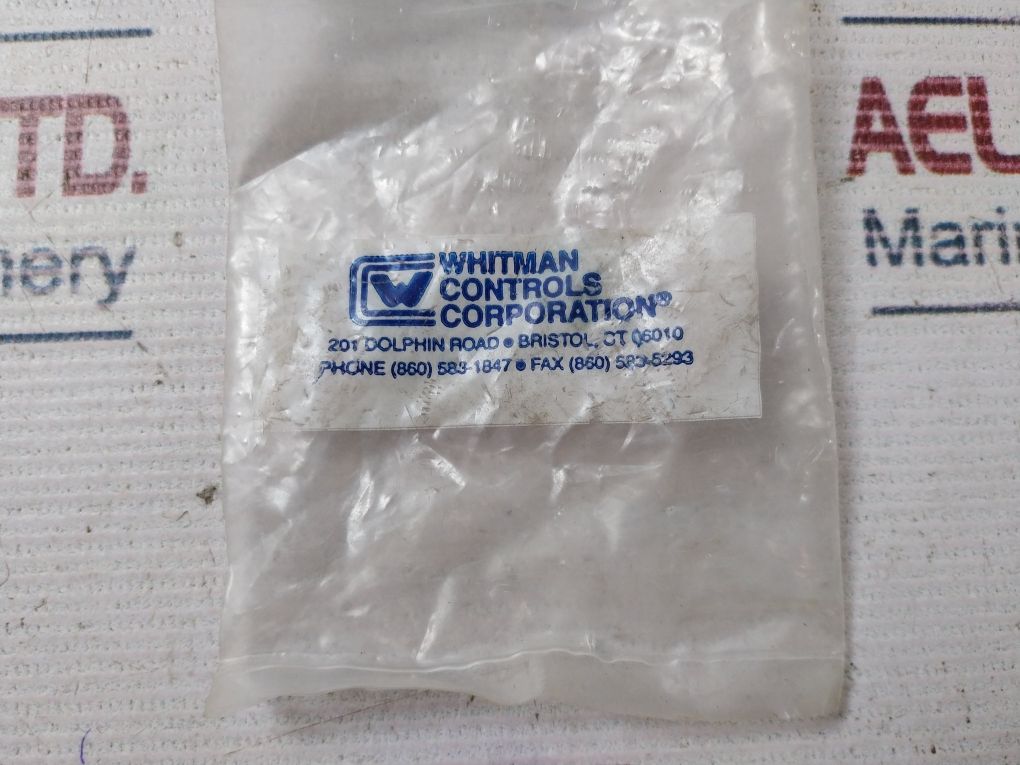 TD.
nery
AEL
Mari
W
WHITMAN
CONTROLS
CORPORATION®
201 DOLPHIN ROAD • BRISTOL, CT 06010
PHONE (860) 583-1847 • FAX (860) 583-5293